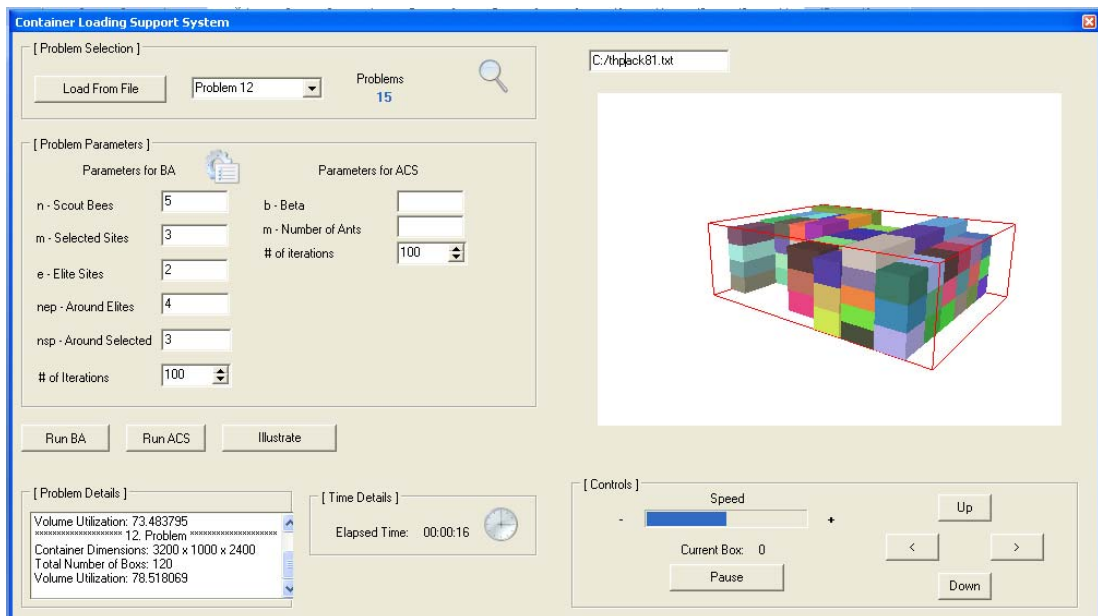 Container Loading Support System
[ Problem Selection ]
Load From File
Problem 12
Problems
15
C:/thpack81.txt
[ Problem Parameters ]
Parameters for BA
Parameters for ACS
n - Scout Bees
5
b - Beta
m - Selected Sites
3
m - Number of Ants
# of iterations
100
e - Elite Sites
2
nep - Around Elites
4
nsp - Around Selected
3
# of Iterations
100
Run BA
Run ACS
Illustrate
[ Problem Details ]
Volume Utilization: 73.483795
******************** 12. Problem ********************
Container Dimensions: 3200 x 1000 x 2400
Total Number of Boxs: 120
Volume Utilization: 78.518069
[ Time Details ]
Elapsed Time: 00:00:16
[ Controls ]
Speed
-
+
Current Box: 0
Pause
Up
<
>
Down